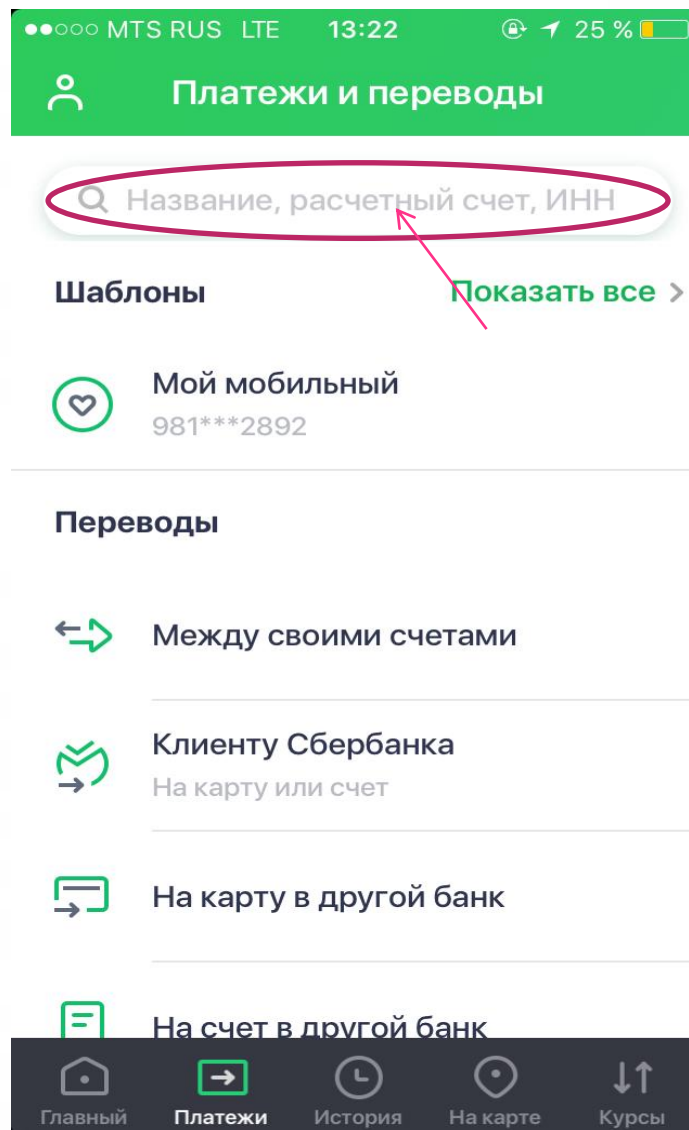 MTS RUS LTE 13:22 25 %
Платежи и переводы
Название, расчетный счет, ИНН
Шаблоны Показать все
Мой мобильный
981***2892
Переводы
Между своими счетами
Клиенту Сбербанка
На карту или счет
На карту в другой банк
На счет в другой банк
Главный Платежи История На карте Курсы